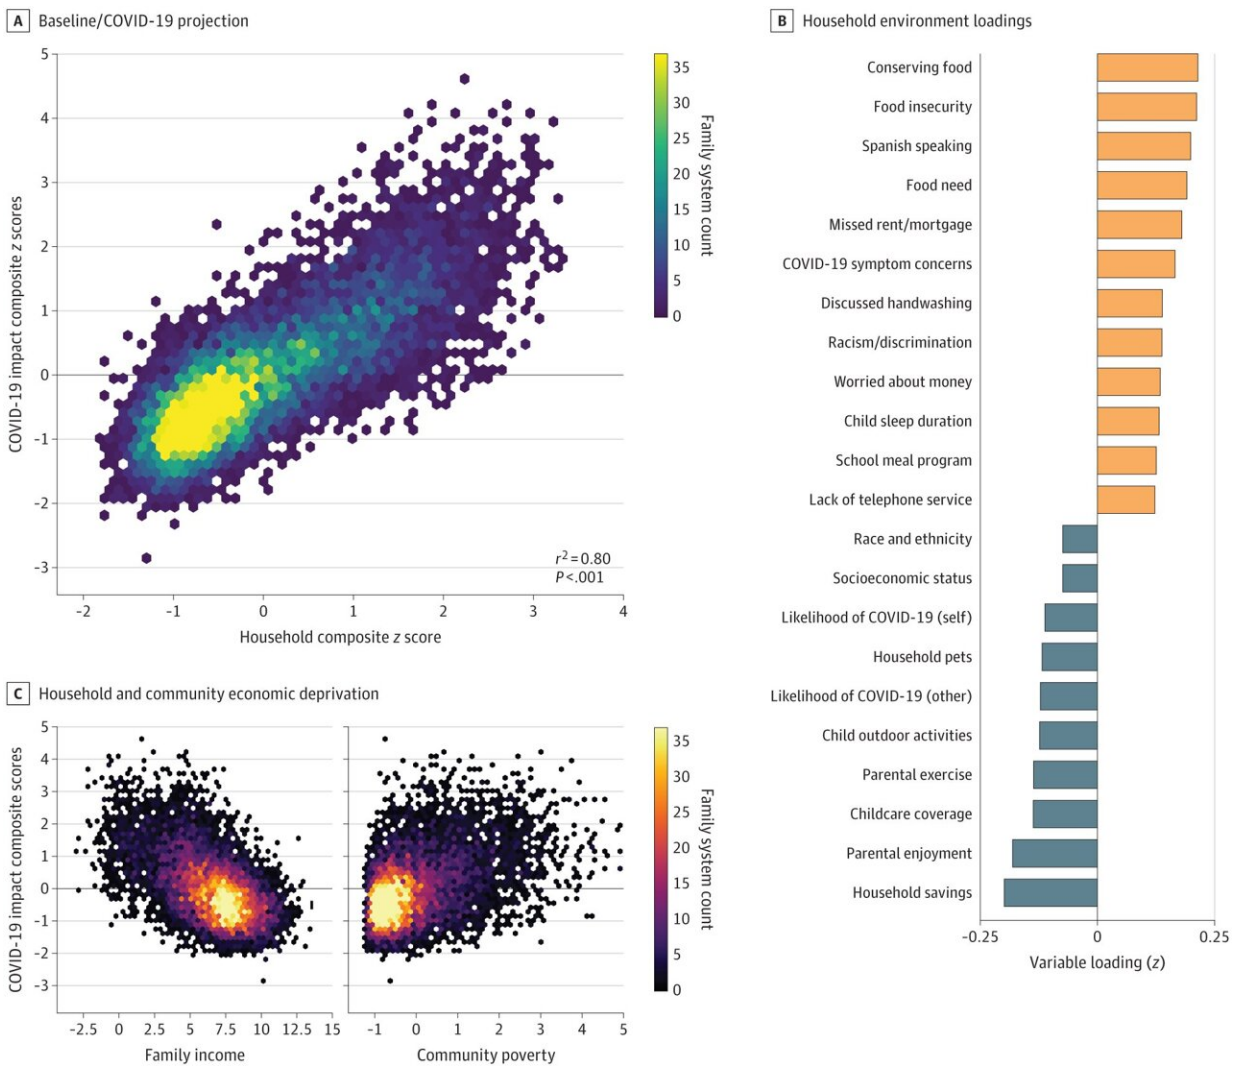 A Baseline/COVID-19 projection
5
4
3
2
1
0
-1
-2
-3
COVID-19 impact composite z scores
-2 -1 0 1 2 3 4
Household composite z score
r²=0.80
P<.001
35
30
25
20
15
10
5
0
Family system count
B Household environment loadings
Conserving food
Food insecurity
Spanish speaking
Food need
Missed rent/mortgage
COVID-19 symptom concerns
Discussed handwashing
Racism/discrimination
Worried about money
Child sleep duration
School meal program
Lack of telephone service
Race and ethnicity
Socioeconomic status
Likelihood of COVID-19 (self)
Household pets
Likelihood of COVID-19 (other)
Child outdoor activities
Parental exercise
Childcare coverage
Parental enjoyment
Household savings
-0.25 0 0.25
Variable loading (z)
C Household and community economic deprivation
5
4
3
2
1
0
-1
-2
-3
COVID-19 impact composite scores
-2.5 0 2.5 5 7.5 10 12.5 15
Family income
-1 0 1 2 3 4 5
Community poverty
35
30
25
20
15
10
5
0
Family system count